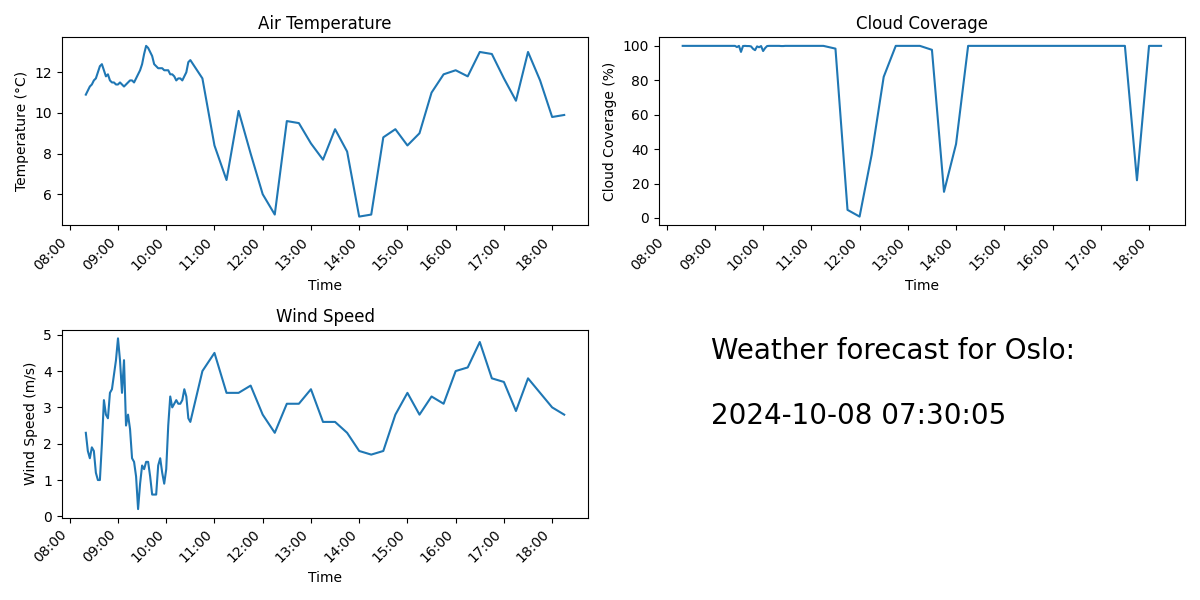 Air Temperature
Temperature (°C)
12
10
8
6
08:00 09:00 10:00 11:00 12:00 13:00 14:00 15:00 16:00 17:00 18:00
Time
Cloud Coverage
Cloud Coverage (%)
100
80
60
40
20
0
08:00 09:00 10:00 11:00 12:00 13:00 14:00 15:00 16:00 17:00 18:00
Time
Wind Speed
Wind Speed (m/s)
5
4
3
2
1
0
08:00 09:00 10:00 11:00 12:00 13:00 14:00 15:00 16:00 17:00 18:00
Time
Weather forecast for Oslo:
2024-10-08 07:30:05